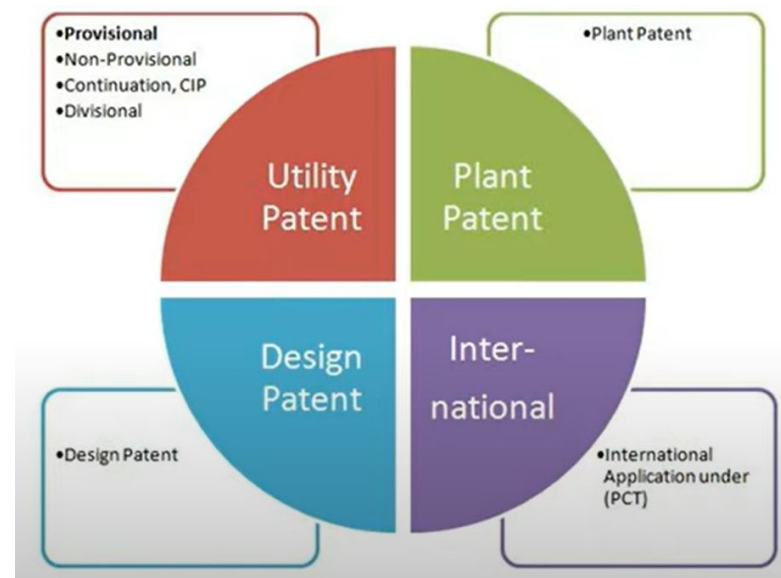 •Provisional
•Non-Provisional
•Continuation, CIP
•Divisional
•Plant Patent
Utility
Patent
Plant
Patent
Design
Patent
Inter-
national
•Design Patent
•International
Application under
(PCT)